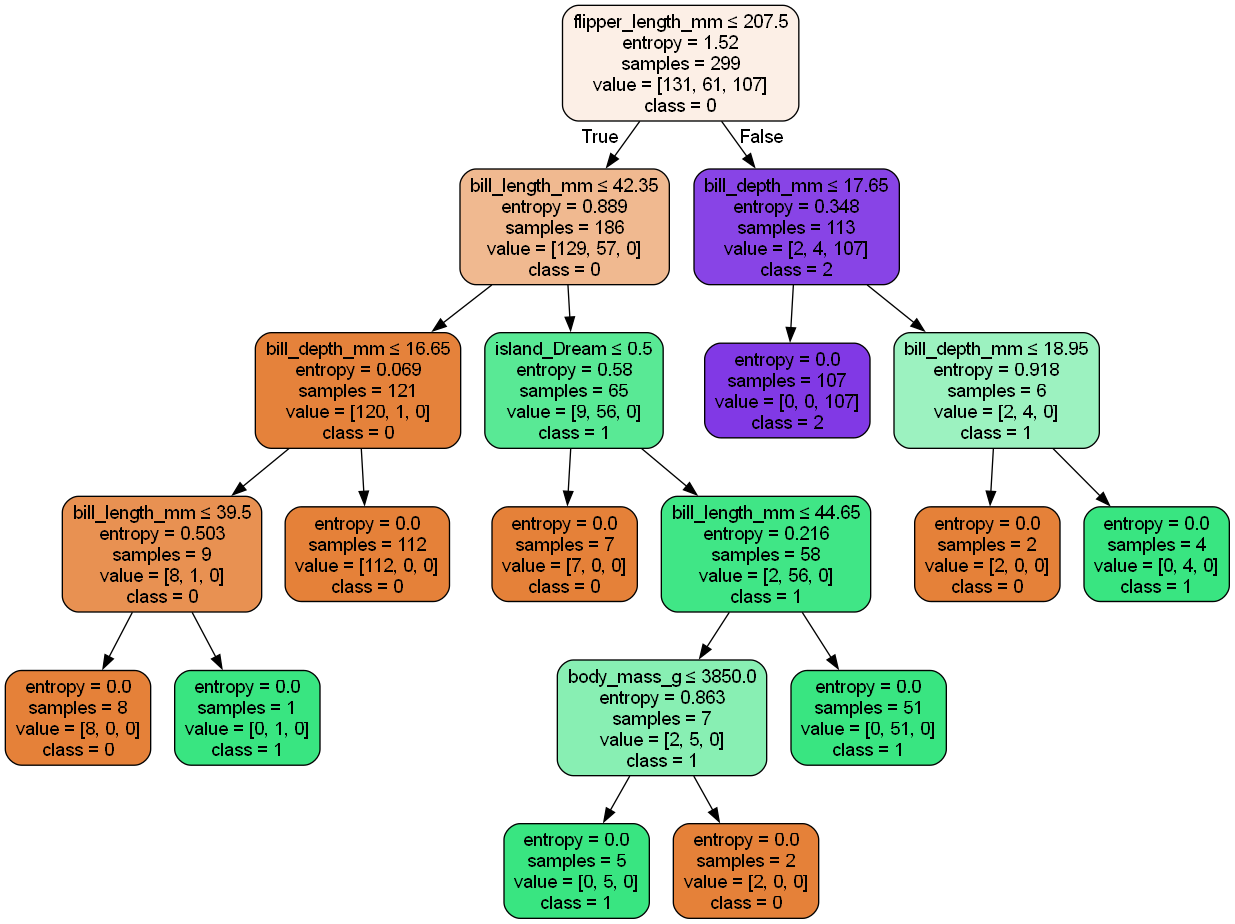 flipper_length_mm ≤ 207.5
entropy = 1.52
samples = 299
value = [131, 61, 107]
class = 0
True
False
bill_length_mm ≤ 42.35
entropy = 0.889
samples = 186
value = [129, 57, 0]
class = 0
bill_depth_mm ≤ 17.65
entropy = 0.348
samples = 113
value = [2, 4, 107]
class = 2
bill_depth_mm ≤ 16.65
entropy = 0.069
samples = 121
value = [120, 1, 0]
class = 0
island_Dream ≤ 0.5
entropy = 0.58
samples = 65
value = [9, 56, 0]
class = 1
entropy = 0.0
samples = 107
value = [0, 0, 107]
class = 2
bill_depth_mm ≤ 18.95
entropy = 0.918
samples = 6
value = [2, 4, 0]
class = 1
bill_length_mm ≤ 39.5
entropy = 0.503
samples = 9
value = [8, 1, 0]
class = 0
entropy = 0.0
samples = 112
value = [112, 0, 0]
class = 0
entropy = 0.0
samples = 7
value = [7, 0, 0]
class = 0
bill_length_mm ≤ 44.65
entropy = 0.216
samples = 58
value = [2, 56, 0]
class = 1
entropy = 0.0
samples = 2
value = [2, 0, 0]
class = 0
entropy = 0.0
samples = 4
value = [0, 4, 0]
class = 1
entropy = 0.0
samples = 8
value = [8, 0, 0]
class = 0
entropy = 0.0
samples = 1
value = [0, 1, 0]
class = 1
body_mass_g ≤ 3850.0
entropy = 0.863
samples = 7
value = [2, 5, 0]
class = 1
entropy = 0.0
samples = 51
value = [0, 51, 0]
class = 1
entropy = 0.0
samples = 5
value = [0, 5, 0]
class = 1
entropy = 0.0
samples = 2
value = [2, 0, 0]
class = 0